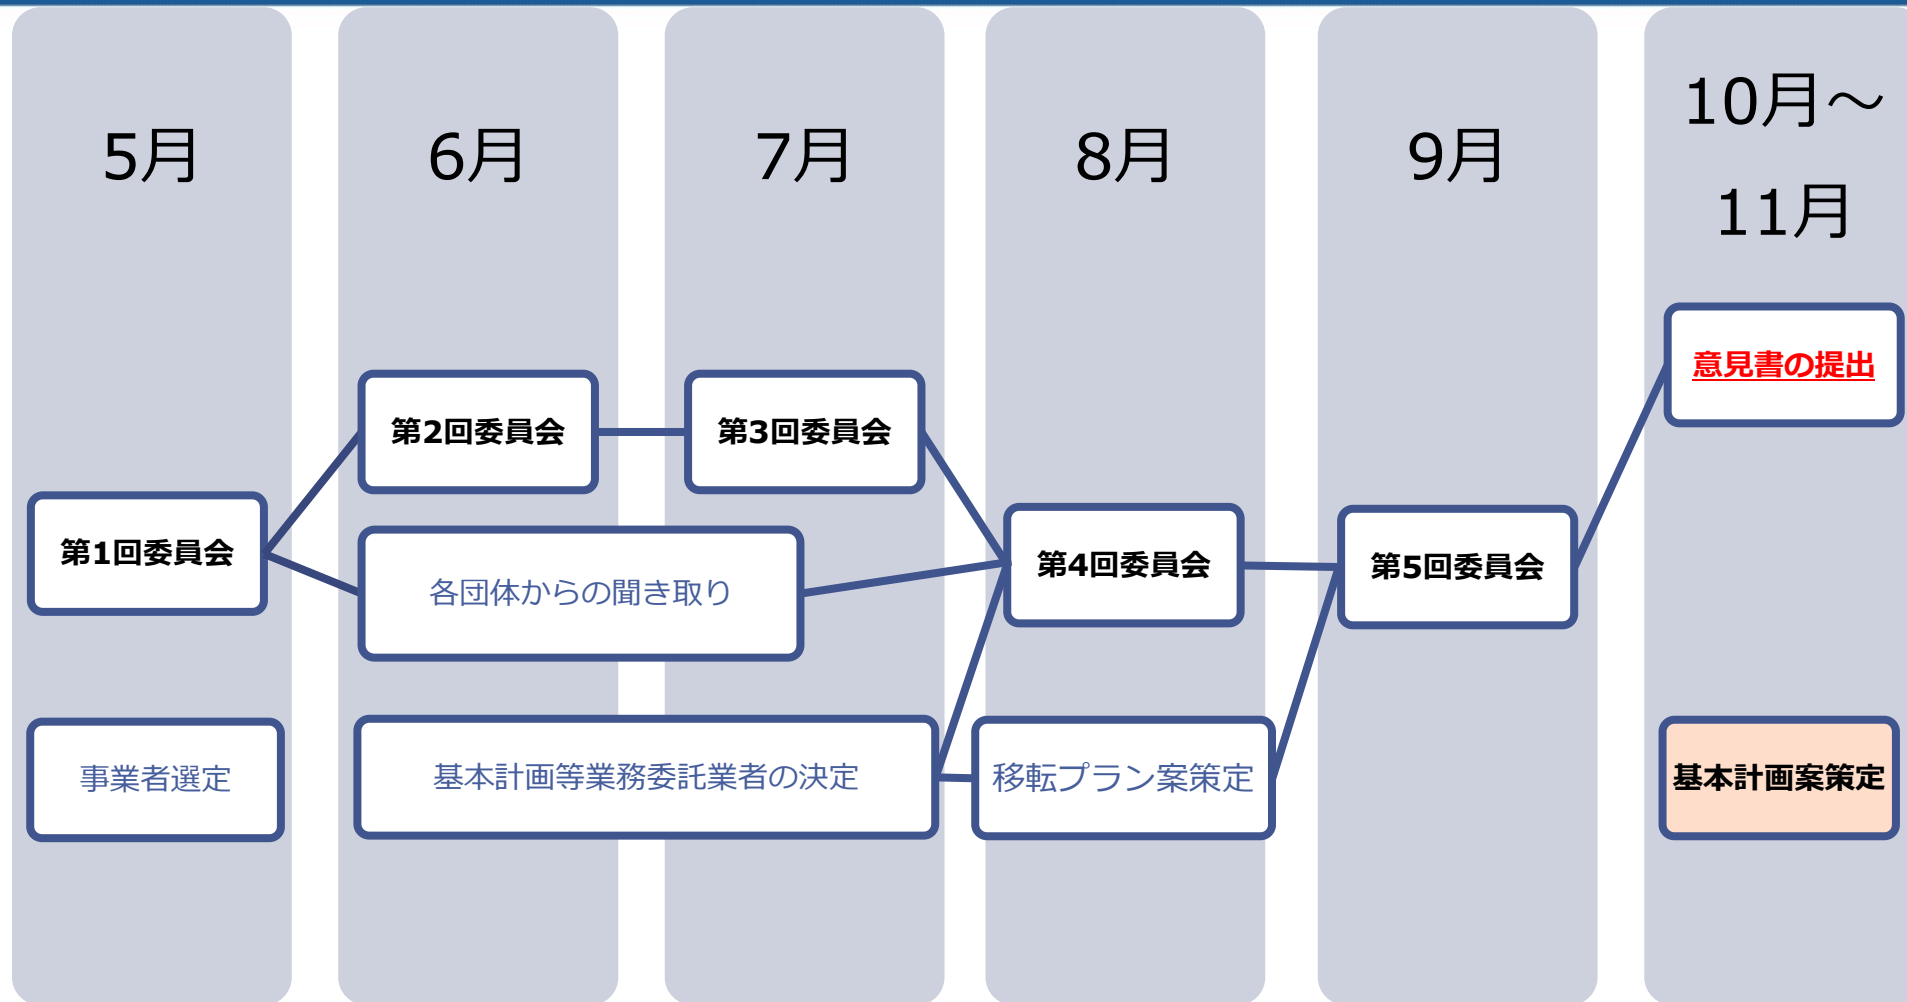 5月
6月
7月
8月
9月
10月～
11月
第1回委員会
事業者選定
第2回委員会
第3回委員会
各団体からの聞き取り
基本計画等業務委託業者の決定
第4回委員会
移転プラン案策定
第5回委員会
意見書の提出
基本計画案策定